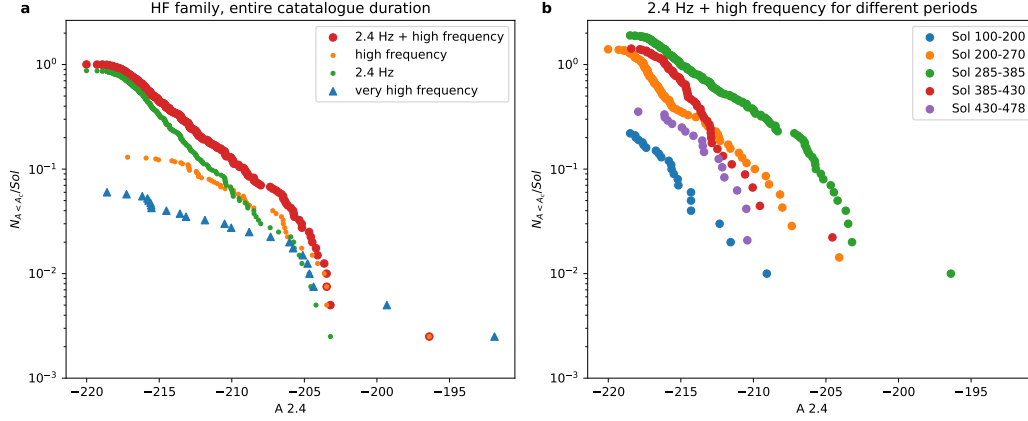 a
HF family, entire catatalogue duration
2.4 Hz + high frequency
high frequency
2.4 Hz
very high frequency
10⁰
10⁻¹
10⁻²
10⁻³
N_{A < A_c}/Sol
−220
−215
−210
−205
−200
−195
A 2.4
b
2.4 Hz + high frequency for different periods
Sol 100-200
Sol 200-270
Sol 285-385
Sol 385-430
Sol 430-478
10⁰
10⁻¹
10⁻²
10⁻³
N_{A < A_c}/Sol
−220
−215
−210
−205
−200
−195
A 2.4